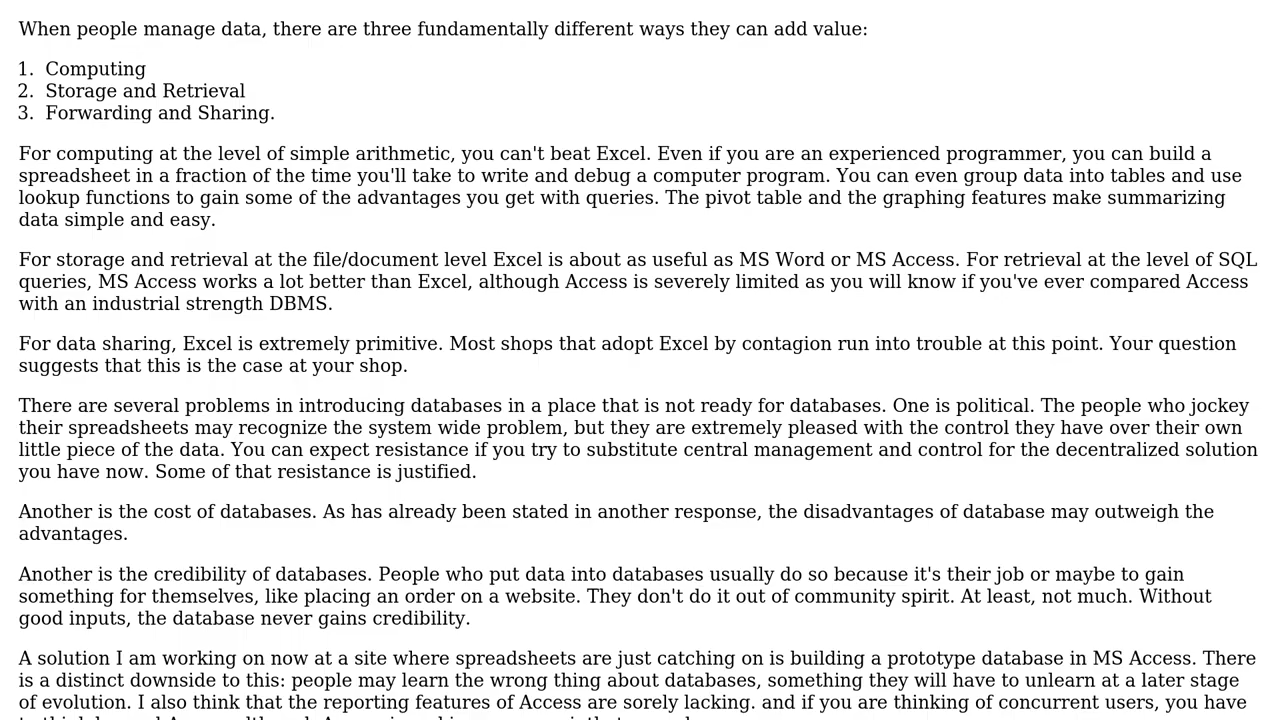 When people manage data, there are three fundamentally different ways they can add value:
1. Computing
2. Storage and Retrieval
3. Forwarding and Sharing.
For computing at the level of simple arithmetic, you can't beat Excel. Even if you are an experienced programmer, you can build a
spreadsheet in a fraction of the time you'll take to write and debug a computer program. You can even group data into tables and use
lookup functions to gain some of the advantages you get with queries. The pivot table and the graphing features make summarizing
data simple and easy.
For storage and retrieval at the file/document level Excel is about as useful as MS Word or MS Access. For retrieval at the level of SQL
queries, MS Access works a lot better than Excel, although Access is severely limited as you will know if you've ever compared Access
with an industrial strength DBMS.
For data sharing, Excel is extremely primitive. Most shops that adopt Excel by contagion run into trouble at this point. Your question
suggests that this is the case at your shop.
There are several problems in introducing databases in a place that is not ready for databases. One is political. The people who jockey
their spreadsheets may recognize the system wide problem, but they are extremely pleased with the control they have over their own
little piece of the data. You can expect resistance if you try to substitute central management and control for the decentralized solution
you have now. Some of that resistance is justified.
Another is the cost of databases. As has already been stated in another response, the disadvantages of database may outweigh the
advantages.
Another is the credibility of databases. People who put data into databases usually do so because it's their job or maybe to gain
something for themselves, like placing an order on a website. They don't do it out of community spirit. At least, not much. Without
good inputs, the database never gains credibility.
A solution I am working on now at a site where spreadsheets are just catching on is building a prototype database in MS Access. There
is a distinct downside to this: people may learn the wrong thing about databases, something they will have to unlearn at a later stage
of evolution. I also think that the reporting features of Access are sorely lacking. and if you are thinking of concurrent users, you have